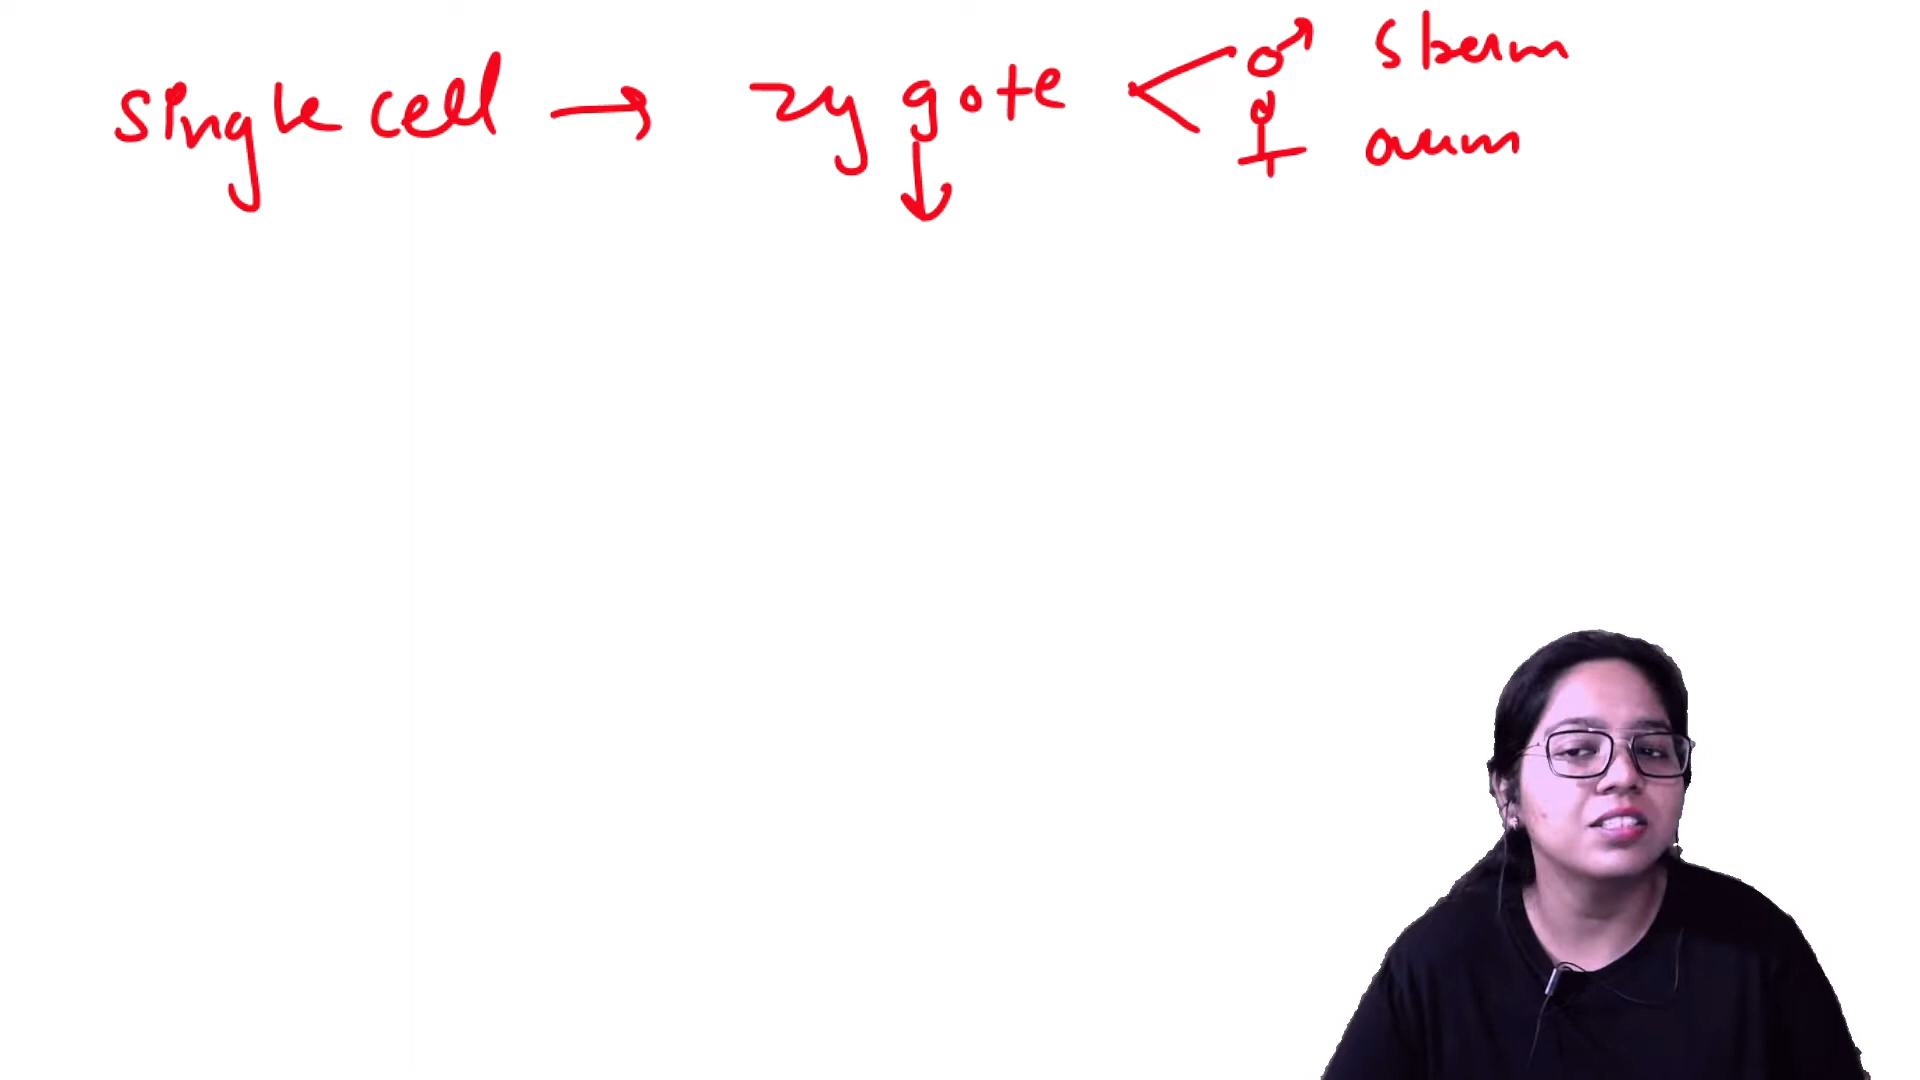 single cell → zygote < ♂ sperm
♀ ovum
↓